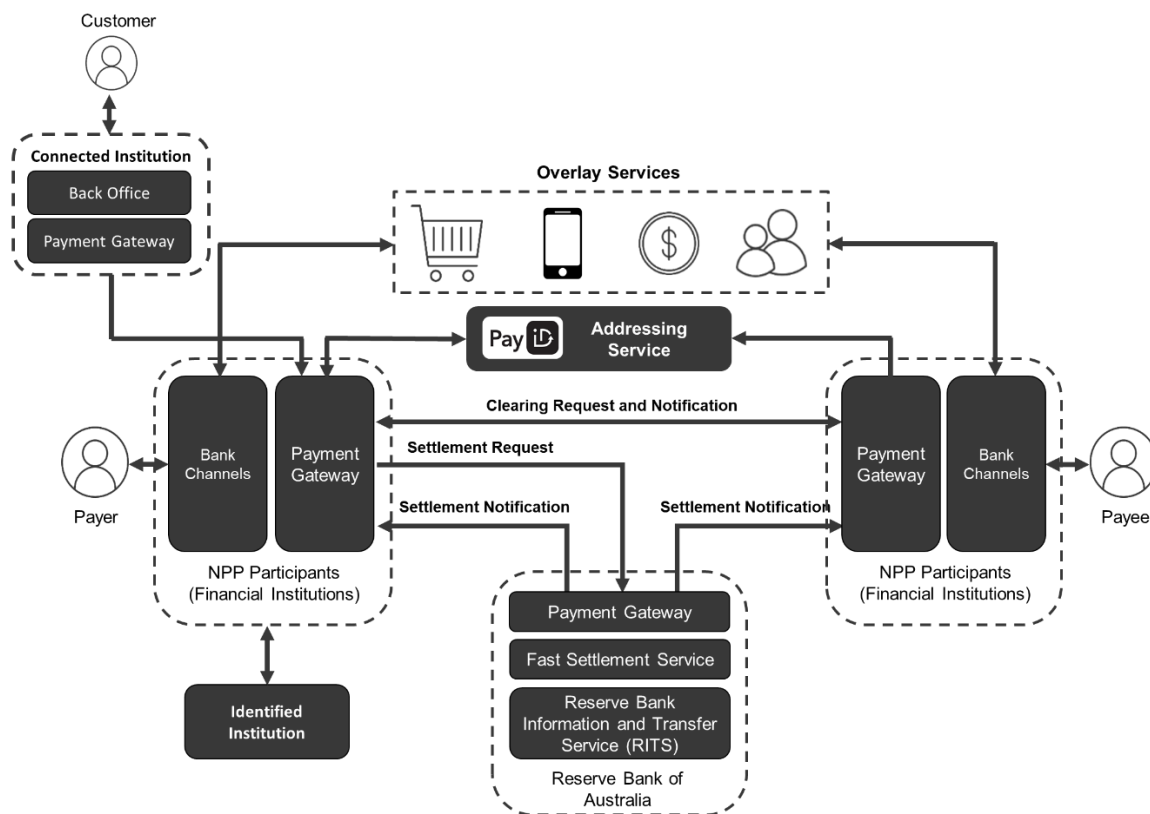 Customer
Connected Institution
Back Office
Payment Gateway
Overlay Services
$
Pay iD
Addressing
Service
Clearing Request and Notification
Bank
Channels
Payment
Gateway
Settlement Request
Payment
Gateway
Bank
Channels
Payer
Settlement Notification
Settlement Notification
Payee
NPP Participants
(Financial Institutions)
NPP Participants
(Financial Institutions)
Payment Gateway
Fast Settlement Service
Identified
Institution
Reserve Bank
Information and Transfer
Service (RITS)
Reserve Bank of
Australia